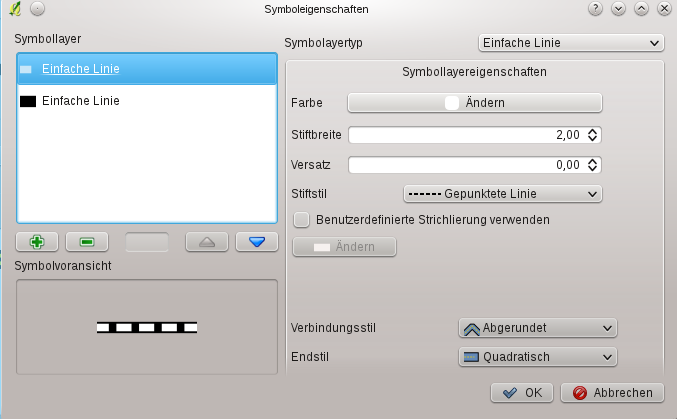 Symboleigenschaften
Symbollayer
Einfache Linie
Einfache Linie
Symbolvoransicht
Symbolayertyp
Einfache Linie
Symbollayereigenschaften
Farbe
Ändern
Stiftbreite
2,00
Versatz
0,00
Stiftstil
Gepunktete Linie
Benutzerdefinierte Strichlierung verwenden
Ändern
Verbindungsstil
Abgerundet
Endstil
Quadratisch
OK
Abbrechen